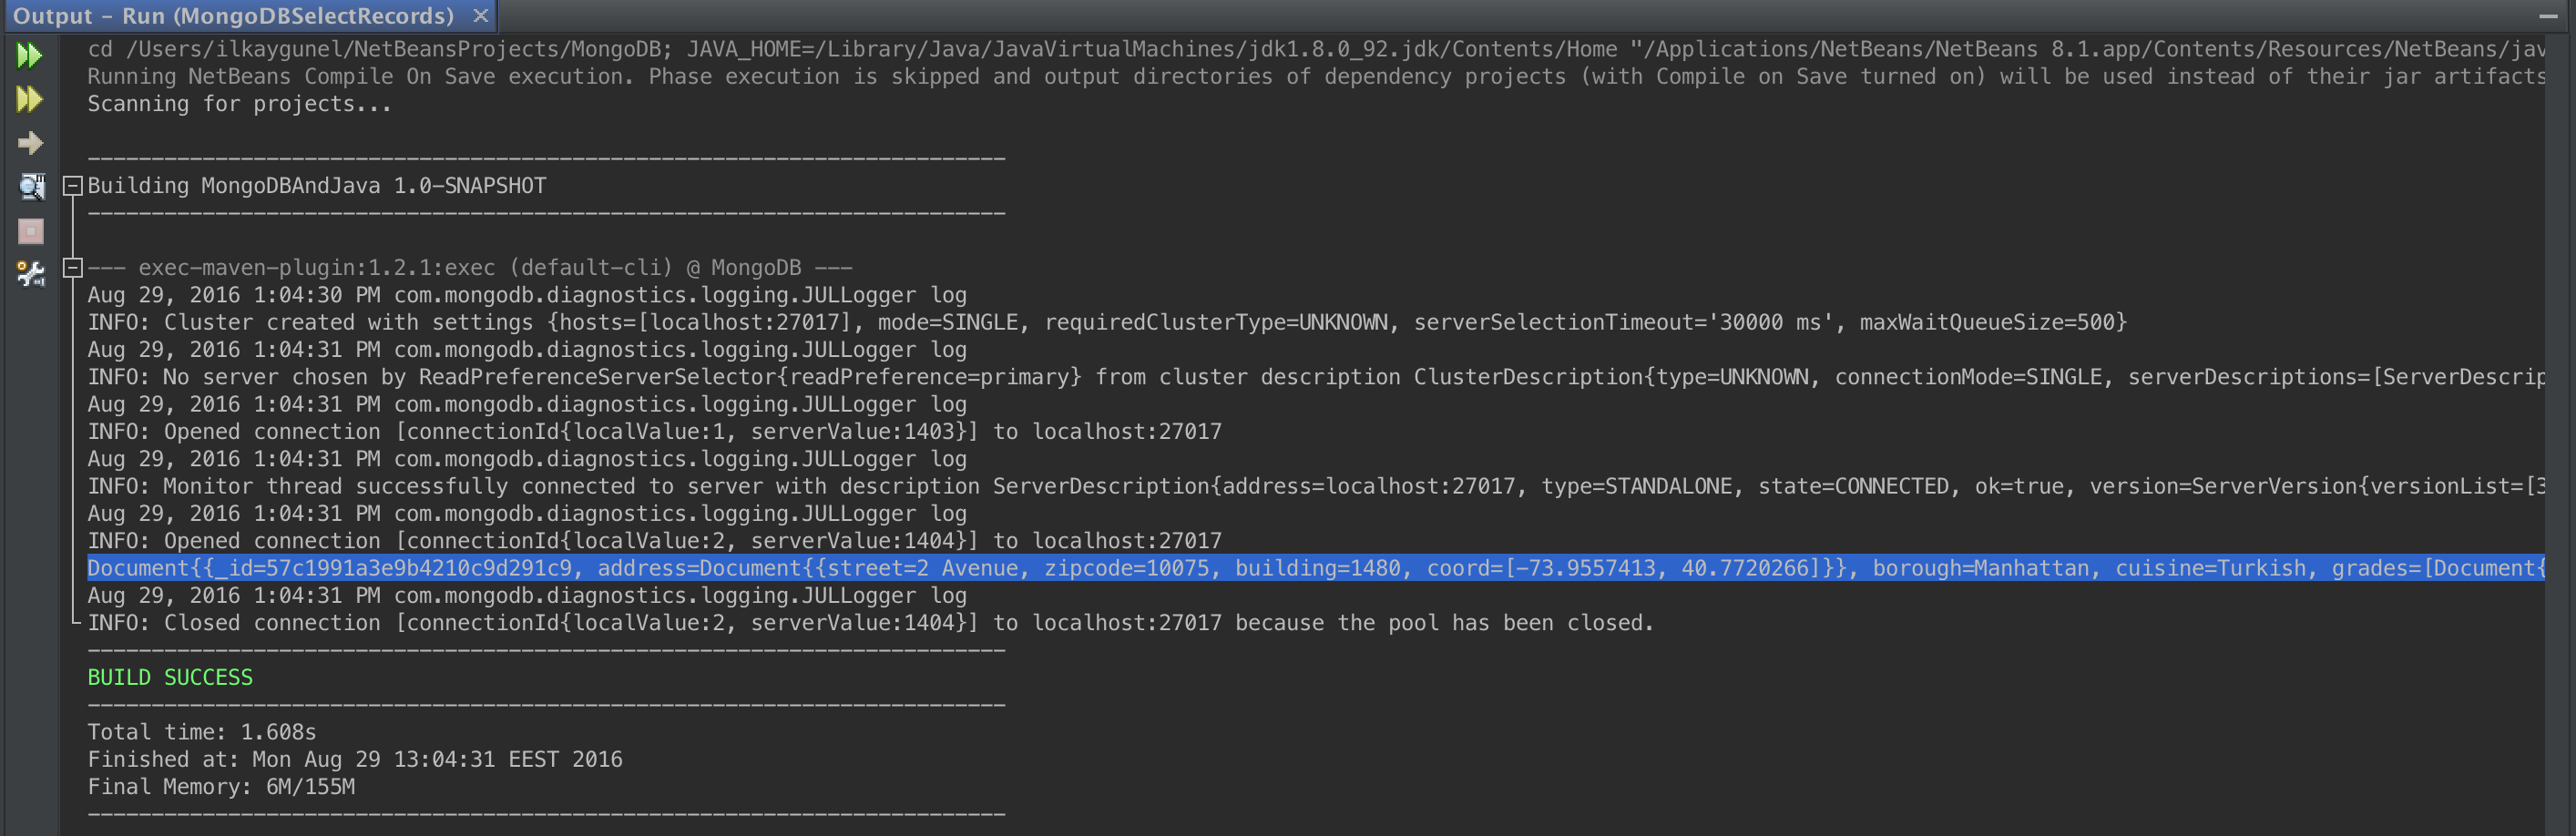 Output - Run (MongoDBSelectRecords)
cd /Users/ilkaygunel/NetBeansProjects/MongoDB; JAVA_HOME=/Library/Java/JavaVirtualMachines/jdk1.8.0_92.jdk/Contents/Home "/Applications/NetBeans/NetBeans 8.1.app/Contents/Resources/NetBeans/jav
Running NetBeans Compile On Save execution. Phase execution is skipped and output directories of dependency projects (with Compile on Save turned on) will be used instead of their jar artifacts
Scanning for projects...
------------------------------------------------------------------------
Building MongoDBAndJava 1.0-SNAPSHOT
------------------------------------------------------------------------
--- exec-maven-plugin:1.2.1:exec (default-cli) @ MongoDB ---
Aug 29, 2016 1:04:30 PM com.mongodb.diagnostics.logging.JULLogger log
INFO: Cluster created with settings {hosts=[localhost:27017], mode=SINGLE, requiredClusterType=UNKNOWN, serverSelectionTimeout='30000 ms', maxWaitQueueSize=500}
Aug 29, 2016 1:04:31 PM com.mongodb.diagnostics.logging.JULLogger log
INFO: No server chosen by ReadPreferenceServerSelector{readPreference=primary} from cluster description ClusterDescription{type=UNKNOWN, connectionMode=SINGLE, serverDescriptions=[ServerDescrip
Aug 29, 2016 1:04:31 PM com.mongodb.diagnostics.logging.JULLogger log
INFO: Opened connection [connectionId{localValue:1, serverValue:1403}] to localhost:27017
Aug 29, 2016 1:04:31 PM com.mongodb.diagnostics.logging.JULLogger log
INFO: Monitor thread successfully connected to server with description ServerDescription{address=localhost:27017, type=STANDALONE, state=CONNECTED, ok=true, version=ServerVersion{versionList=[3
Aug 29, 2016 1:04:31 PM com.mongodb.diagnostics.logging.JULLogger log
INFO: Opened connection [connectionId{localValue:2, serverValue:1404}] to localhost:27017
Document{{_id=57c1991a3e9b4210c9d291c9, address=Document{{street=2 Avenue, zipcode=10075, building=1480, coord=[-73.9557413, 40.7720266]}}, borough=Manhattan, cuisine=Turkish, grades=[Document{
Aug 29, 2016 1:04:31 PM com.mongodb.diagnostics.logging.JULLogger log
INFO: Closed connection [connectionId{localValue:2, serverValue:1404}] to localhost:27017 because the pool has been closed.
------------------------------------------------------------------------
BUILD SUCCESS
------------------------------------------------------------------------
Total time: 1.608s
Finished at: Mon Aug 29 13:04:31 EEST 2016
Final Memory: 6M/155M
------------------------------------------------------------------------